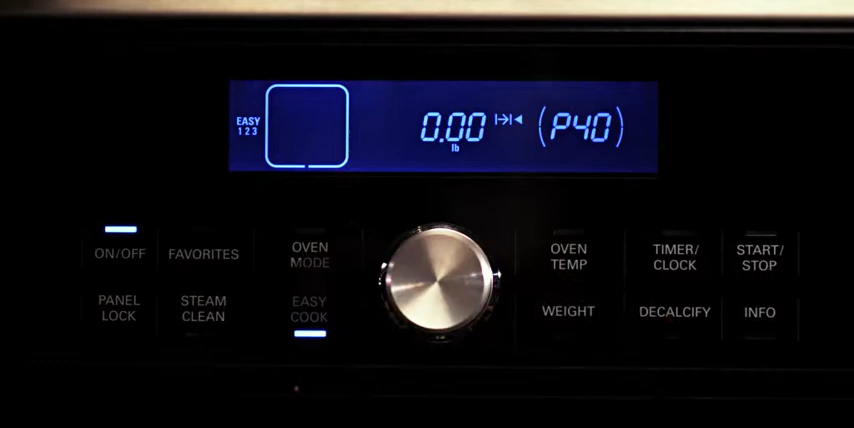 EASY
1 2 3
0.00
lb
(P40)
ON/OFF
FAVORITES
OVEN
MODE
OVEN
TEMP
TIMER/
CLOCK
START/
STOP
PANEL
LOCK
STEAM
CLEAN
EASY
COOK
WEIGHT
DECALCIFY
INFO